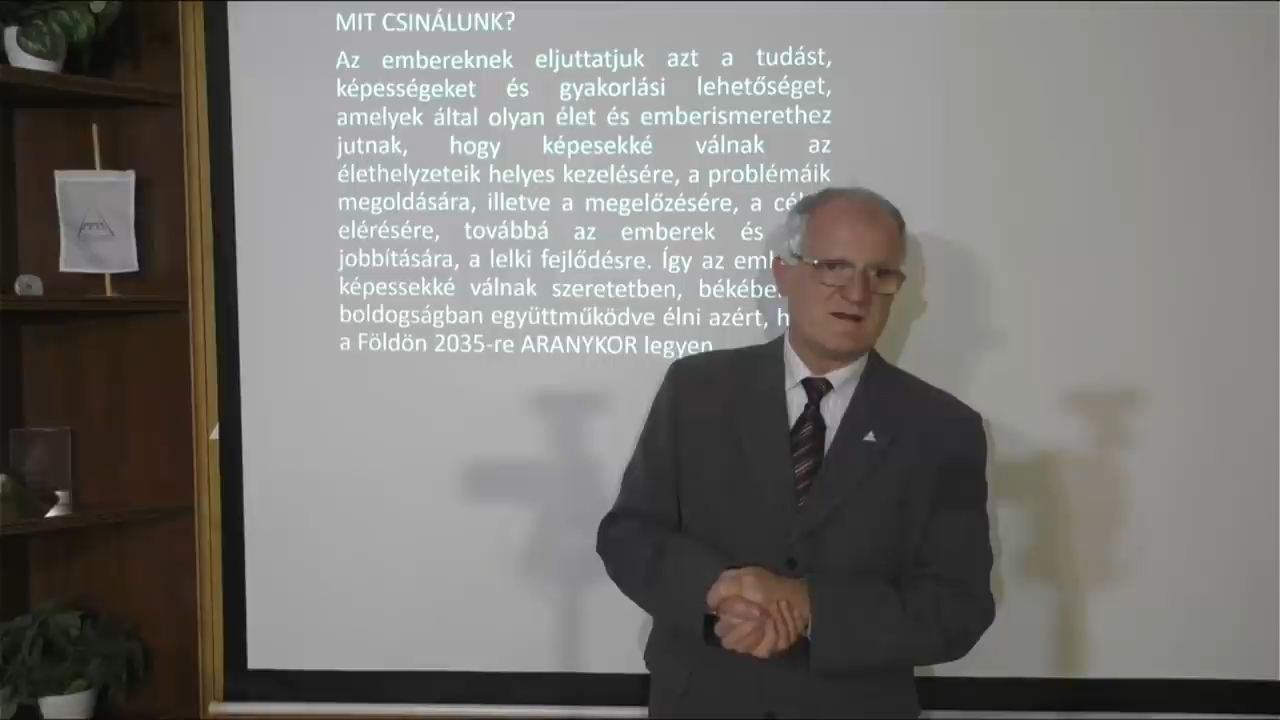 MIT CSINÁLUNK?
Az embereknek eljuttatjuk azt a tudást,
képességeket és gyakorlási lehetőséget,
amelyek által olyan élet és emberismerethez
jutnak, hogy képesekké válnak az
élethelyzeteik helyes kezelésére, a problémáik
megoldására, illetve a megelőzésére, a
elérésére, továbbá az emberek és
jobbítására, a lelki fejlődésre. Így az
képessekké válnak szeretetben,
boldogságban együttműködve élni azért,
a Földön 2035-re ARANYKOR legyen